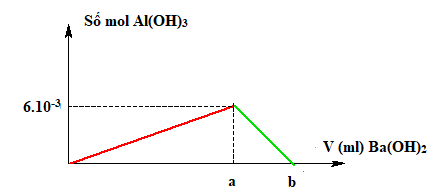 Số mol Al(OH)₃
6.10⁻³
V (ml) Ba(OH)₂
a
b